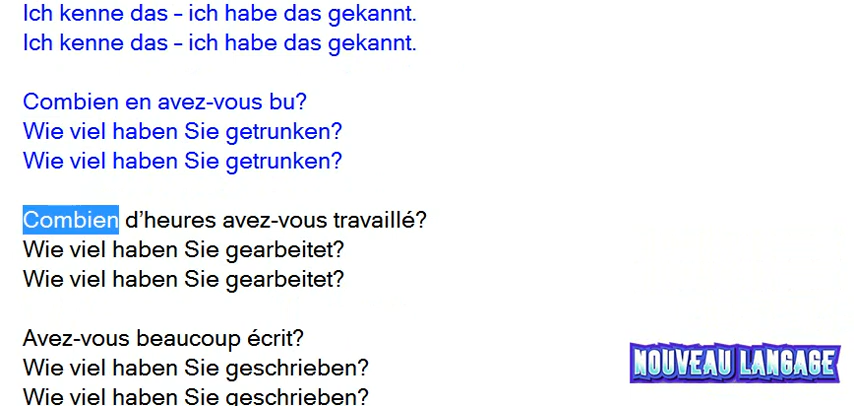 Ich kenne das – ich habe das gekannt.
Ich kenne das – ich habe das gekannt.
Combien en avez-vous bu?
Wie viel haben Sie getrunken?
Wie viel haben Sie getrunken?
Combien d’heures avez-vous travaillé?
Wie viel haben Sie gearbeitet?
Wie viel haben Sie gearbeitet?
Avez-vous beaucoup écrit?
Wie viel haben Sie geschrieben?
Wie viel haben Sie geschrieben?
NOUVEAU LANGAGE